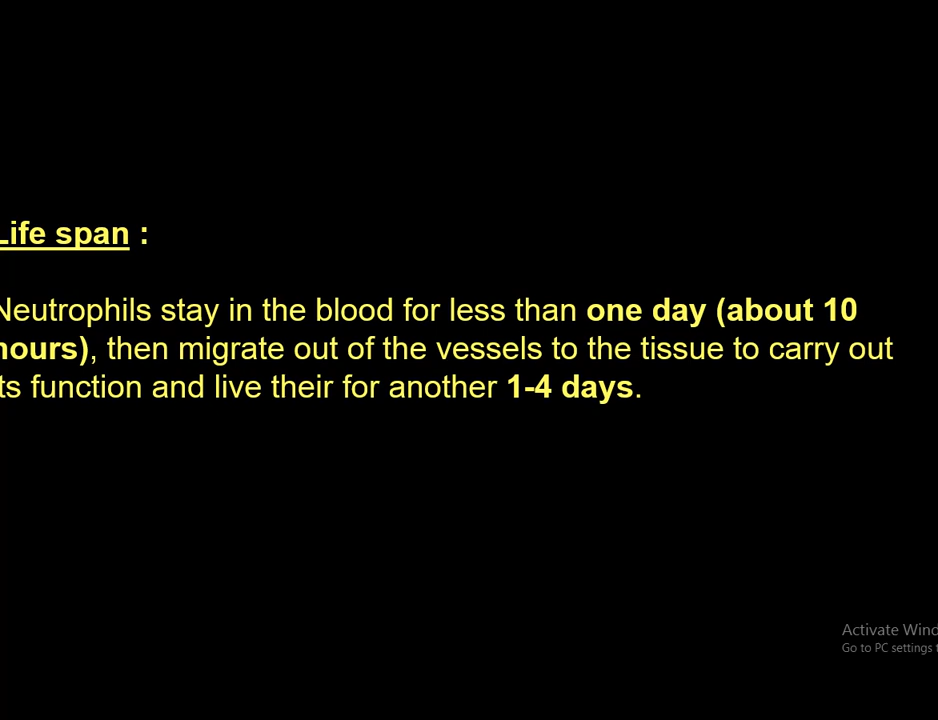 Life span :
Neutrophils stay in the blood for less than one day (about 10
hours), then migrate out of the vessels to the tissue to carry out
its function and live their for another 1-4 days.
Activate Wind
Go to PC settings t